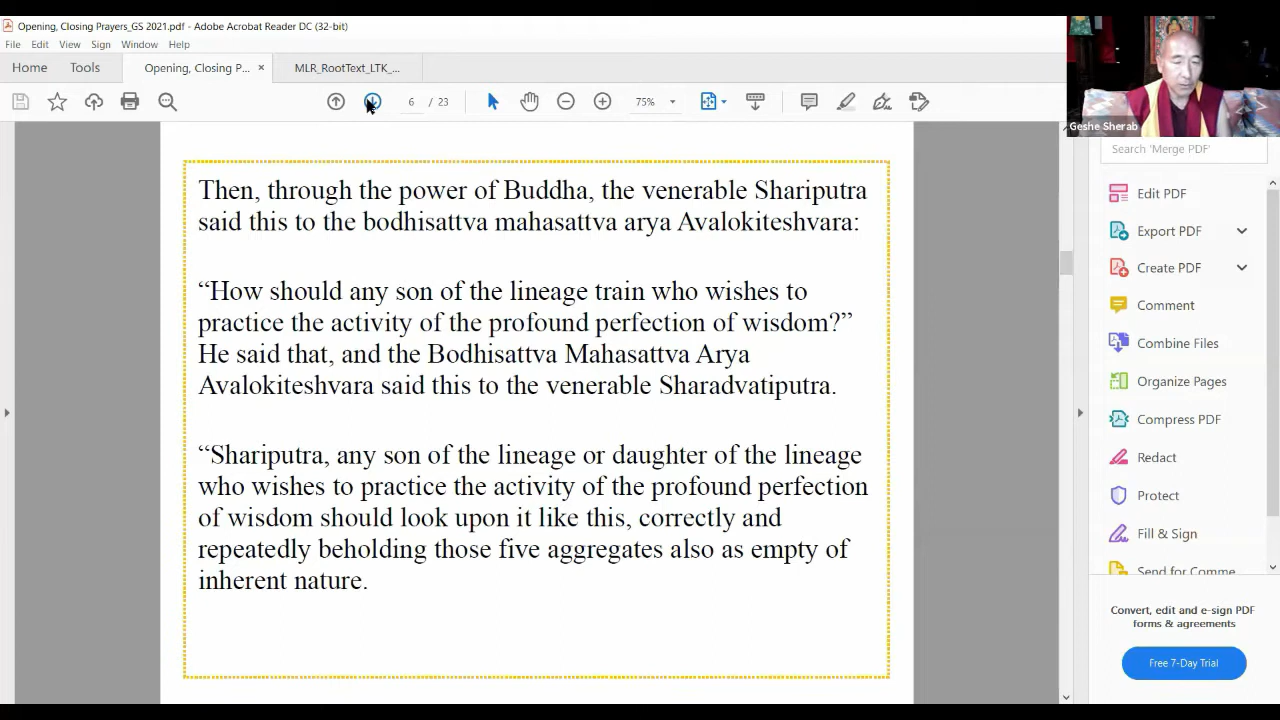 Opening, Closing Prayers_GS 2021.pdf - Adobe Acrobat Reader DC (32-bit)
File Edit View Sign Window Help
Home Tools Opening, Closing P... × MLR_RootText_LTK_...
6 / 23 75%
Geshe Sherab
Then, through the power of Buddha, the venerable Shariputra
said this to the bodhisattva mahasattva arya Avalokiteshvara:
“How should any son of the lineage train who wishes to
practice the activity of the profound perfection of wisdom?”
He said that, and the Bodhisattva Mahasattva Arya
Avalokiteshvara said this to the venerable Sharadvatiputra.
“Shariputra, any son of the lineage or daughter of the lineage
who wishes to practice the activity of the profound perfection
of wisdom should look upon it like this, correctly and
repeatedly beholding those five aggregates also as empty of
inherent nature.
Search 'Merge PDF'
Edit PDF
Export PDF
Create PDF
Comment
Combine Files
Organize Pages
Compress PDF
Redact
Protect
Fill & Sign
Send for Comme
Convert, edit and e-sign PDF
forms & agreements
Free 7-Day Trial